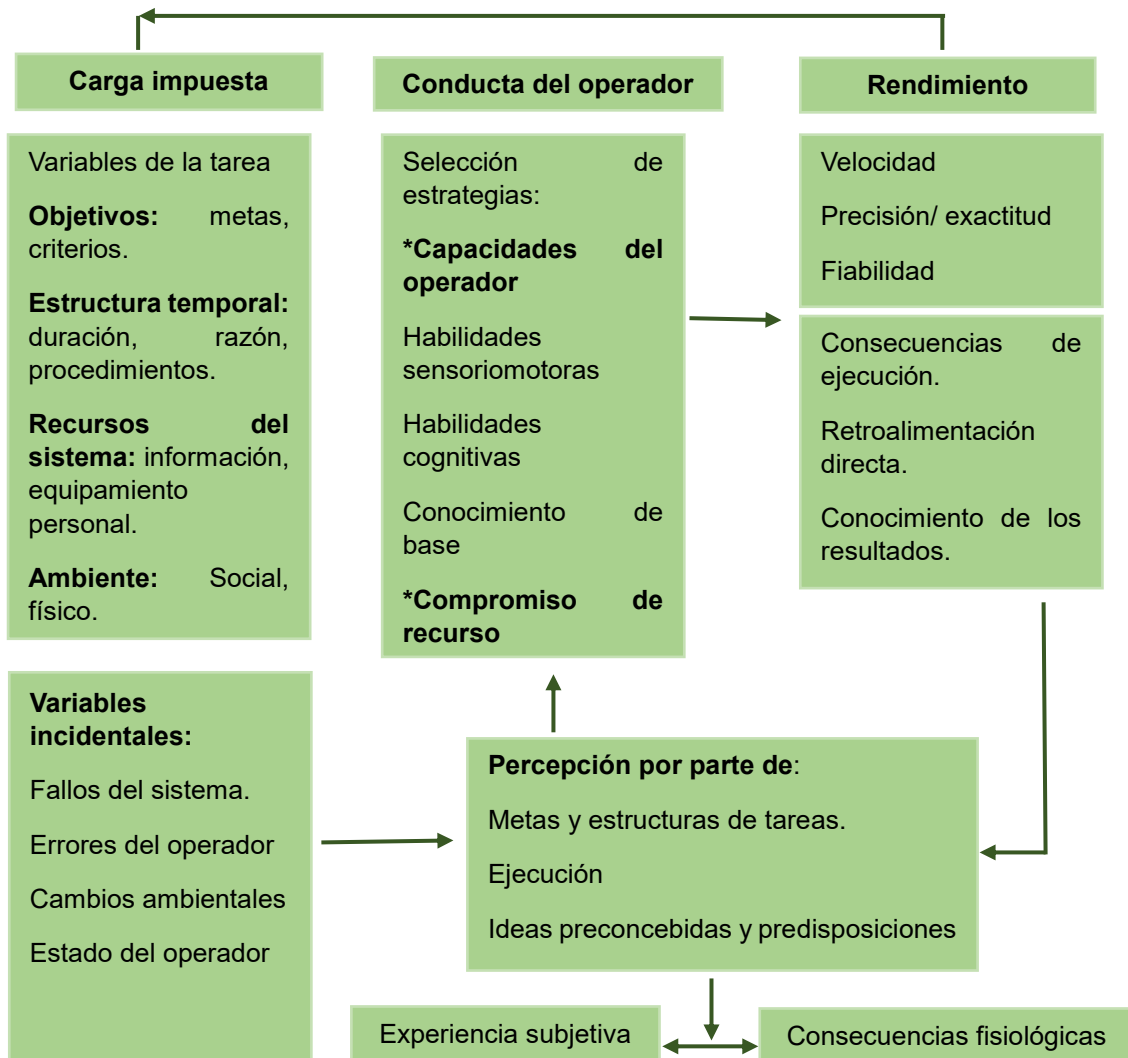 Carga impuesta
Variables de la tarea
Objetivos: metas,
criterios.
Estructura temporal:
duración, razón,
procedimientos.
Recursos del
sistema: información,
equipamiento
personal.
Ambiente: Social,
físico.
Variables
incidentales:
Fallos del sistema.
Errores del operador
Cambios ambientales
Estado del operador
Conducta del operador
Selección de
estrategias:
*Capacidades del
operador
Habilidades
sensoriomotoras
Habilidades
cognitivas
Conocimiento de
base
*Compromiso de
recurso
Rendimiento
Velocidad
Precisión/ exactitud
Fiabilidad
Consecuencias de
ejecución.
Retroalimentación
directa.
Conocimiento de los
resultados.
Percepción por parte de:
Metas y estructuras de tareas.
Ejecución
Ideas preconcebidas y predisposiciones
Experiencia subjetiva
Consecuencias fisiológicas